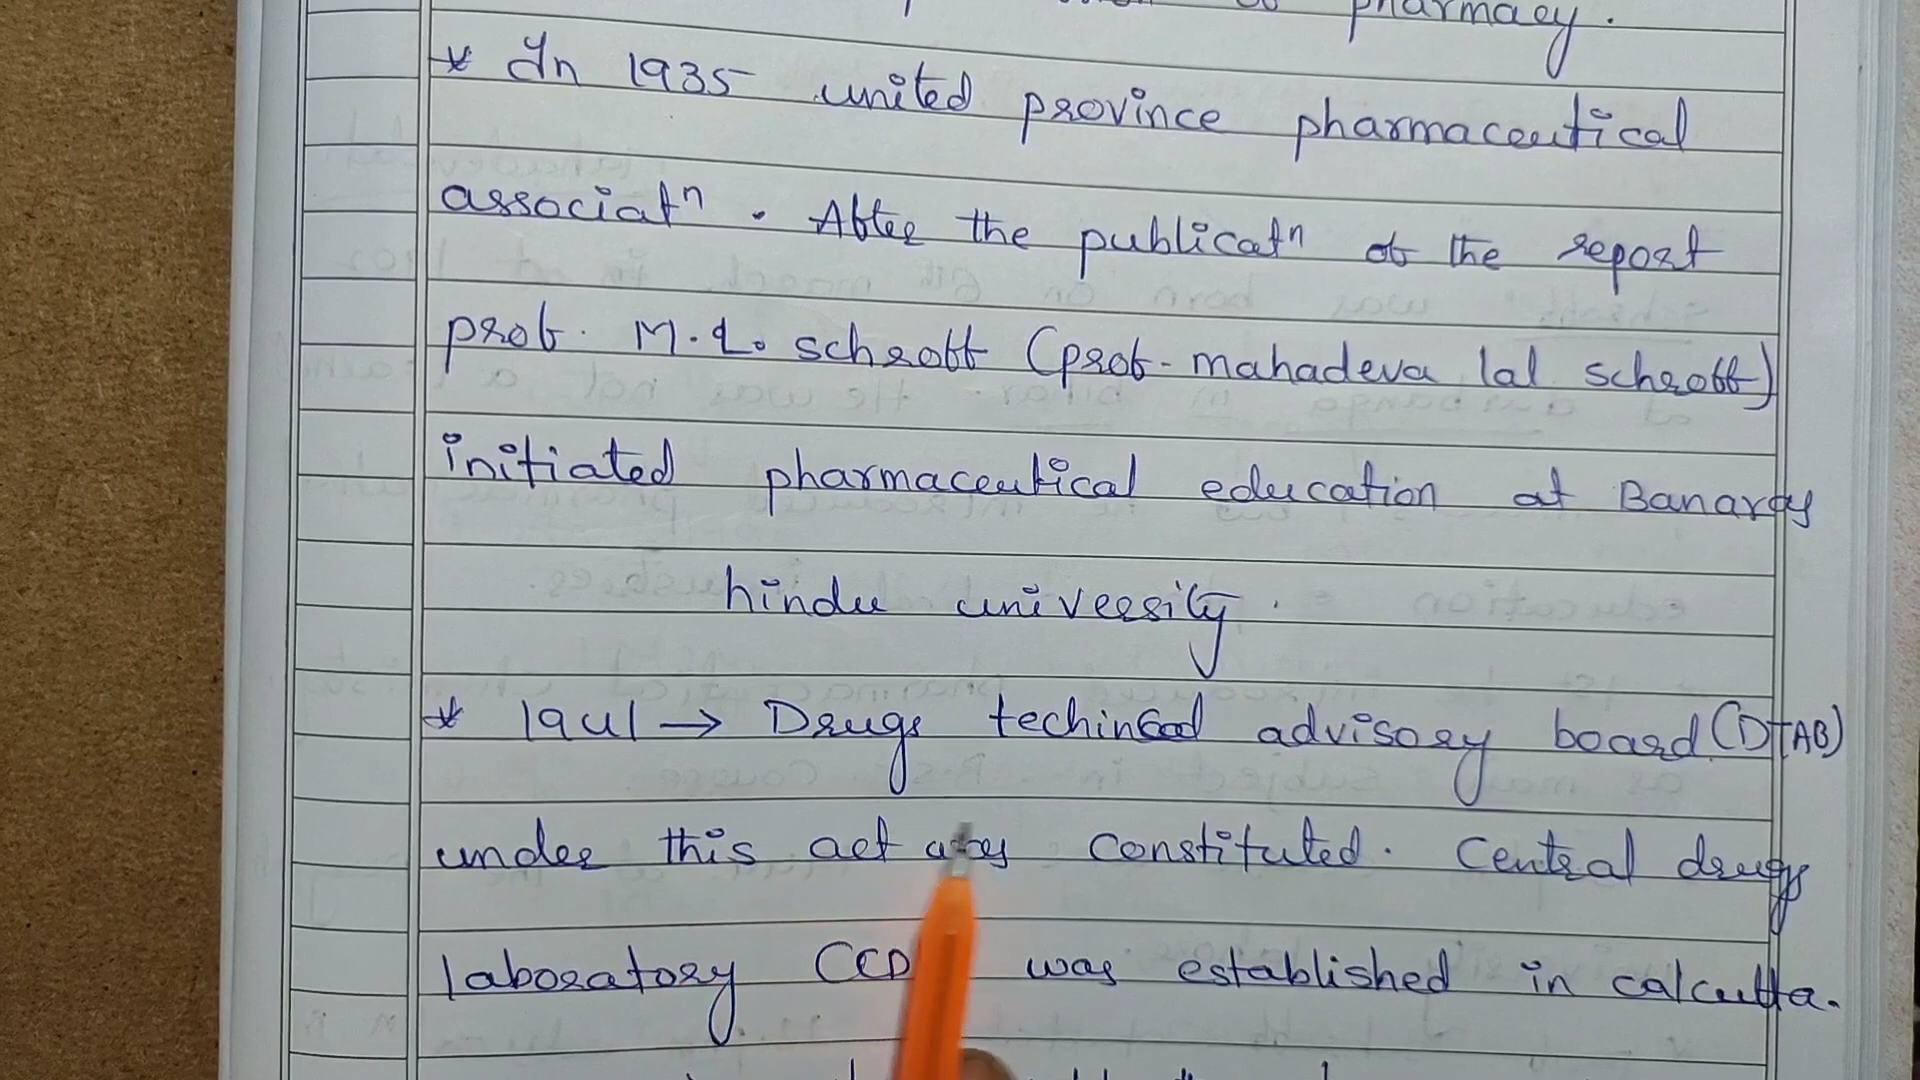 pharmacy.
* In 1935 united province pharmaceutical
associatⁿ. After the publicatⁿ of the report
prof. M.L. schroff (prof-mahadeva lal schroff)
initiated pharmaceutical education at Banaras
hindu university.
* 1941 → Drugs techincal advisory board (DTAB)
under this act was constituted. Central drugs
laboratory was established in calcutta.